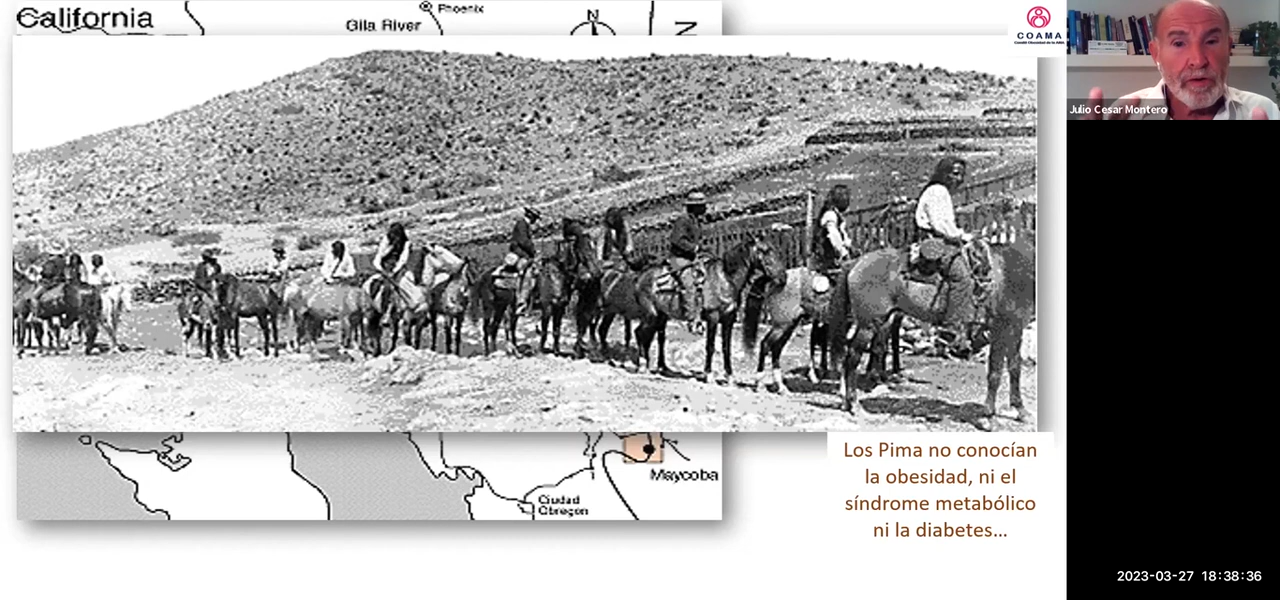 California
Phoenix
Gila River
N
N
COAMA
Julio Cesar Montero
Los Pima no conocían
la obesidad, ni el
síndrome metabólico
ni la diabetes…
Maycoba
Ciudad
Obregon
2023-03-27 18:38:36